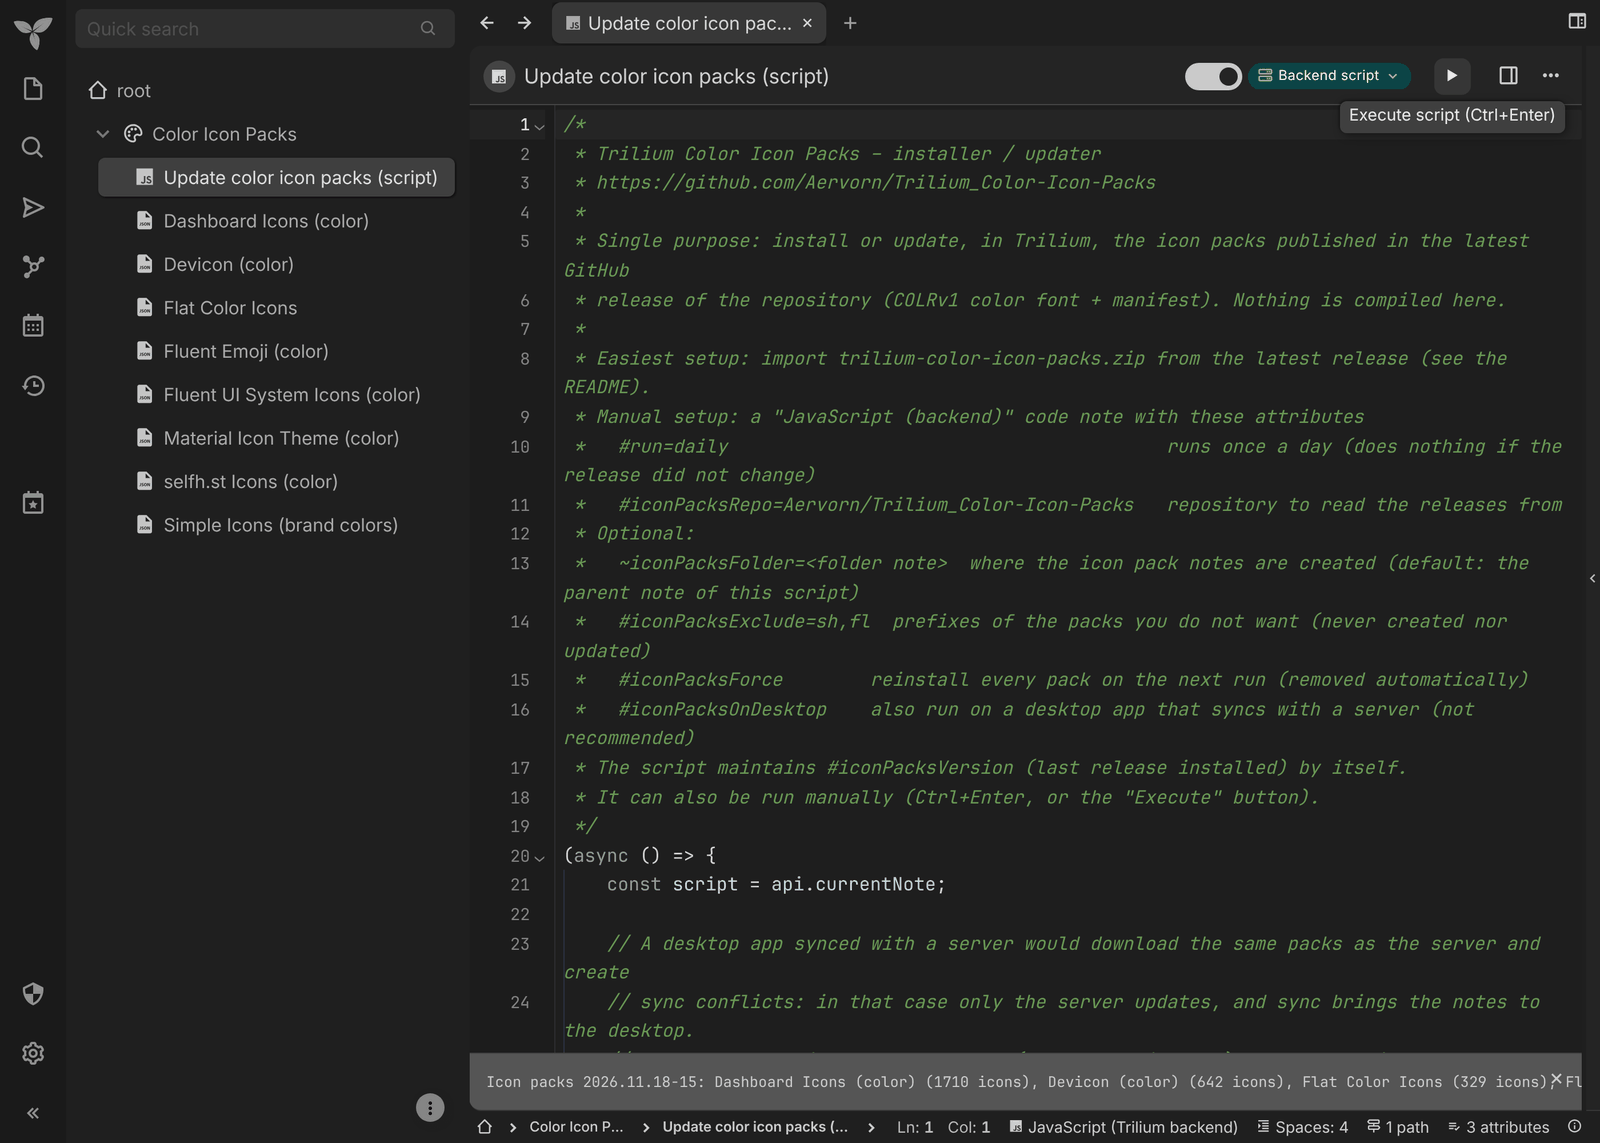 Quick search
root
Color Icon Packs
Update color icon packs (script)
Dashboard Icons (color)
Devicon (color)
Flat Color Icons
Fluent Emoji (color)
Fluent UI System Icons (color)
Material Icon Theme (color)
selfh.st Icons (color)
Simple Icons (brand colors)
Update color icon pac...
Update color icon packs (script)
Backend script
Execute script (Ctrl+Enter)
1 /*
2 * Trilium Color Icon Packs – installer / updater
3 * https://github.com/Aervorn/Trilium_Color-Icon-Packs
4 *
5 * Single purpose: install or update, in Trilium, the icon packs published in the latest
GitHub
6 * release of the repository (COLRv1 color font + manifest). Nothing is compiled here.
7 *
8 * Easiest setup: import trilium-color-icon-packs.zip from the latest release (see the
README).
9 * Manual setup: a "JavaScript (backend)" code note with these attributes
10 *   #run=daily                                        runs once a day (does nothing if the
release did not change)
11 *   #iconPacksRepo=Aervorn/Trilium_Color-Icon-Packs   repository to read the releases from
12 * Optional:
13 *   ~iconPacksFolder=<folder note>  where the icon pack notes are created (default: the
parent note of this script)
14 *   #iconPacksExclude=sh,fl  prefixes of the packs you do not want (never created nor
updated)
15 *   #iconPacksForce        reinstall every pack on the next run (removed automatically)
16 *   #iconPacksOnDesktop    also run on a desktop app that syncs with a server (not
recommended)
17 * The script maintains #iconPacksVersion (last release installed) by itself.
18 * It can also be run manually (Ctrl+Enter, or the "Execute" button).
19 */
20 (async () => {
21     const script = api.currentNote;
22
23     // A desktop app synced with a server would download the same packs as the server and
create
24     // sync conflicts: in that case only the server updates, and sync brings the notes to
the desktop.
Icon packs 2026.11.18-15: Dashboard Icons (color) (1710 icons), Devicon (color) (642 icons), Flat Color Icons (329 icons), Fl
Color Icon P... Update color icon packs (... Ln: 1 Col: 1 JavaScript (Trilium backend) Spaces: 4 1 path 3 attributes